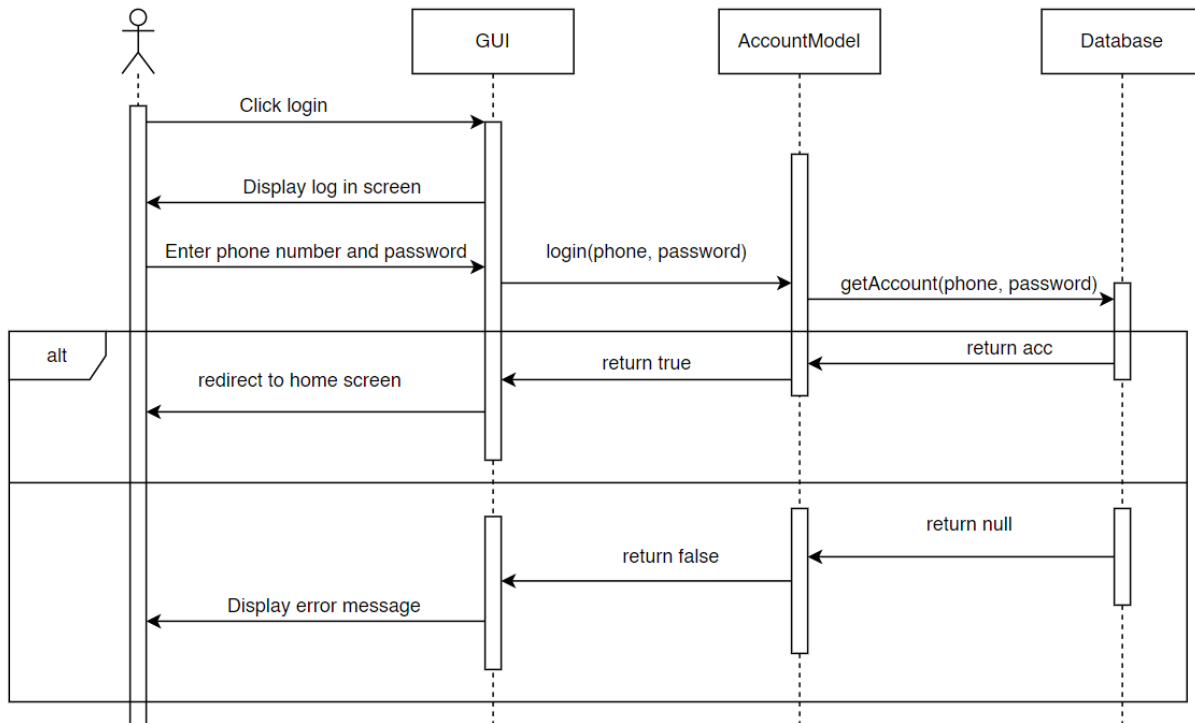 GUI
AccountModel
Database
Click login
Display log in screen
Enter phone number and password
login(phone, password)
getAccount(phone, password)
alt
return acc
return true
redirect to home screen
return null
return false
Display error message